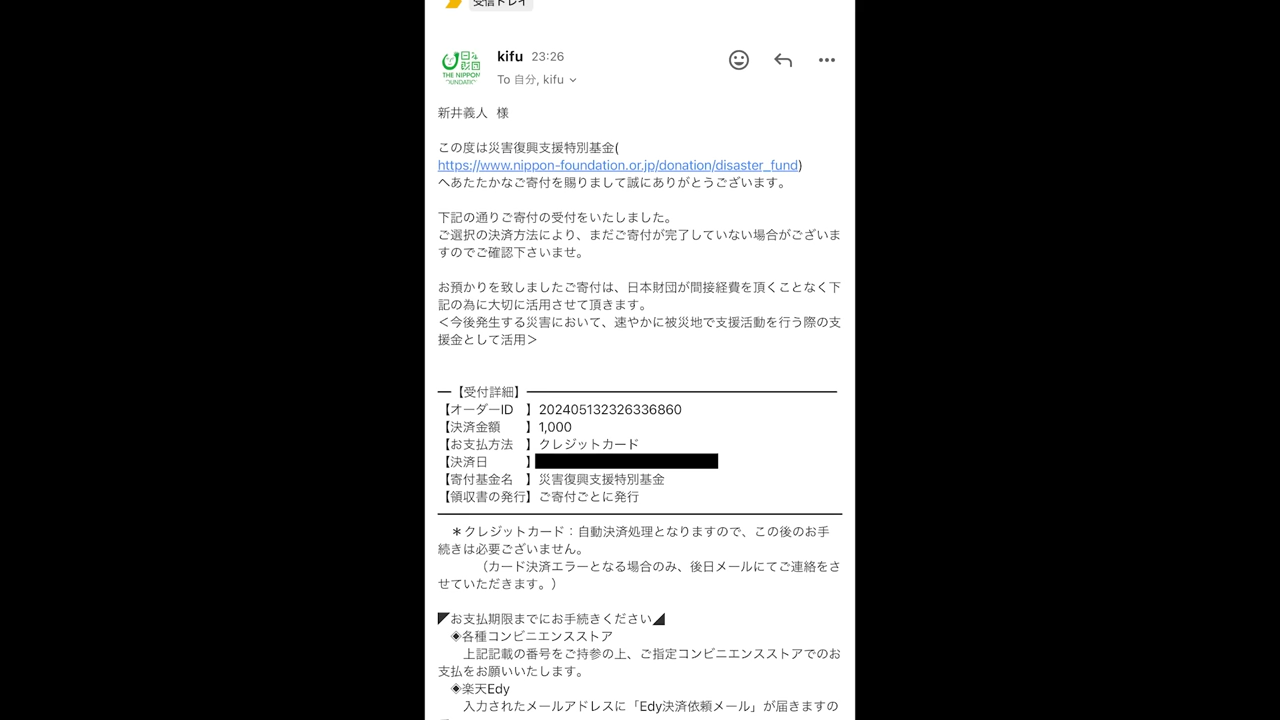 受信トレイ
日本財団
THE NIPPON
FOUNDATION
kifu 23:26
To 自分, kifu
新井義人 様
この度は災害復興支援特別基金(
https://www.nippon-foundation.or.jp/donation/disaster_fund)
へあたたかなご寄付を賜りまして誠にありがとうございます。
下記の通りご寄付の受付をいたしました。
ご選択の決済方法により、まだご寄付が完了していない場合がございま
すのでご確認下さいませ。
お預かりを致しましたご寄付は、日本財団が間接経費を頂くことなく下
記の為に大切に活用させて頂きます。
＜今後発生する災害において、速やかに被災地で支援活動を行う際の支
援金として活用＞
━【受付詳細】━━━━━━━━━━━━━━━━━━━━━━━━━
【オーダーID 】202405132326336860
【決済金額 】1,000
【お支払方法 】クレジットカード
【決済日 】
【寄付基金名 】災害復興支援特別基金
【領収書の発行】ご寄付ごとに発行
＊クレジットカード：自動決済処理となりますので、この後のお手
続きは必要ございません。
（カード決済エラーとなる場合のみ、後日メールにてご連絡をさ
せていただきます。）
◤お支払期限までにお手続きください◢
◈各種コンビニエンスストア
上記記載の番号をご持参の上、ご指定コンビニエンスストアでのお
支払をお願いいたします。
◈楽天Edy
入力されたメールアドレスに「Edy決済依頼メール」が届きますの